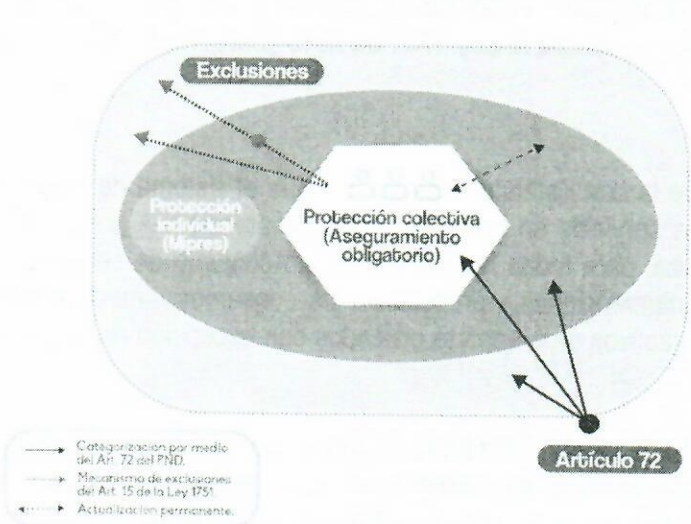 Exclusiones
Protección
individual
(Mipres)
Protección colectiva
(Aseguramiento
obligatorio)
Artículo 72
Categorización por medio
del Art. 72 del PND.
Mecanismo de exclusiones
del Art. 15 de la Ley 1751.
Actualización permanente.